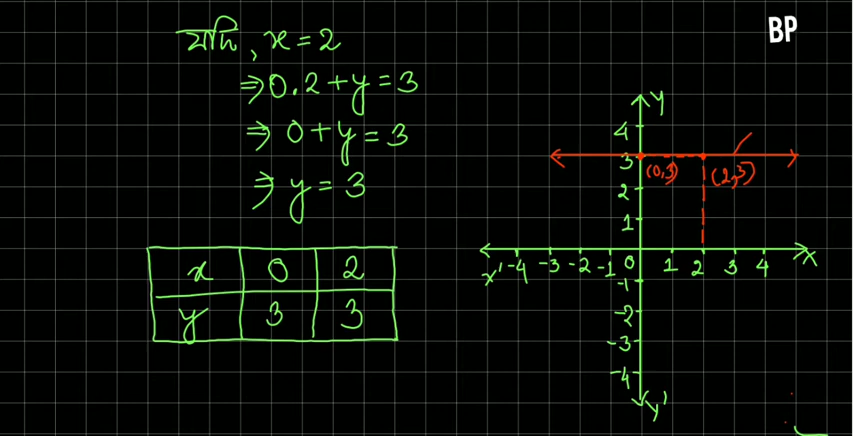 BP
যদি, x = 2
⇒ 0.2 + y = 3
⇒ 0 + y = 3
⇒ y = 3
x 0 2
y 3 3
Y
4
3
(0,3) (2,3)
2
1
X' -4 -3 -2 -1 0 1 2 3 4 X
-1
-2
-3
-4
Y'